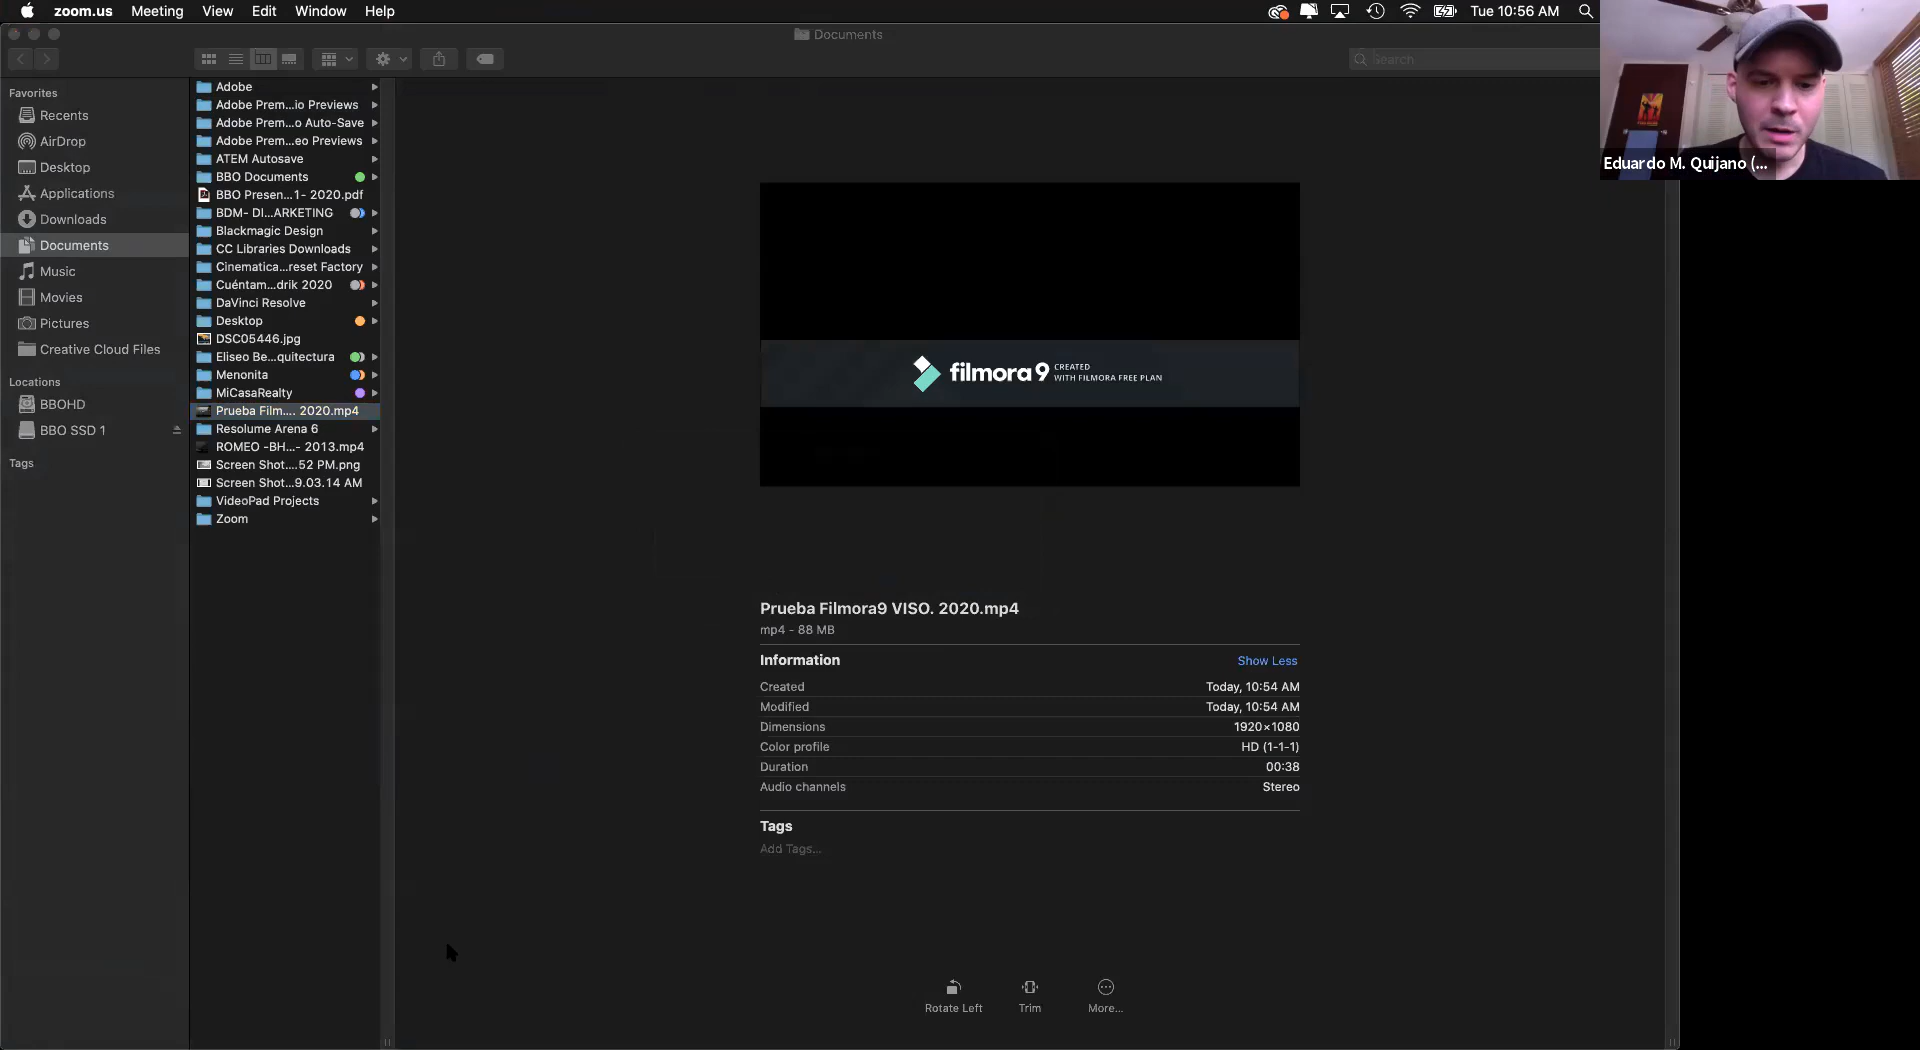 zoom.us Meeting View Edit Window Help
Tue 10:56 AM
Documents
Search
Favorites
Recents
AirDrop
Desktop
Applications
Downloads
Documents
Music
Movies
Pictures
Creative Cloud Files
Locations
BBOHD
BBO SSD 1
Tags
Adobe
Adobe Prem...io Previews
Adobe Prem...o Auto-Save
Adobe Prem...eo Previews
ATEM Autosave
BBO Documents
BBO Presen...1- 2020.pdf
BDM- DI...ARKETING
Blackmagic Design
CC Libraries Downloads
Cinematica...reset Factory
Cuéntam...drik 2020
DaVinci Resolve
Desktop
DSC05446.jpg
Eliseo Be...quitectura
Menonita
MiCasaRealty
Prueba Film.... 2020.mp4
Resolume Arena 6
ROMEO -BH...- 2013.mp4
Screen Shot....52 PM.png
Screen Shot...9.03.14 AM
VideoPad Projects
Zoom
filmora9 CREATED
WITH FILMORA FREE PLAN
Prueba Filmora9 VISO. 2020.mp4
mp4 - 88 MB
Information Show Less
Created Today, 10:54 AM
Modified Today, 10:54 AM
Dimensions 1920×1080
Color profile HD (1-1-1)
Duration 00:38
Audio channels Stereo
Tags
Add Tags...
Rotate Left Trim More...
Eduardo M. Quijano (...